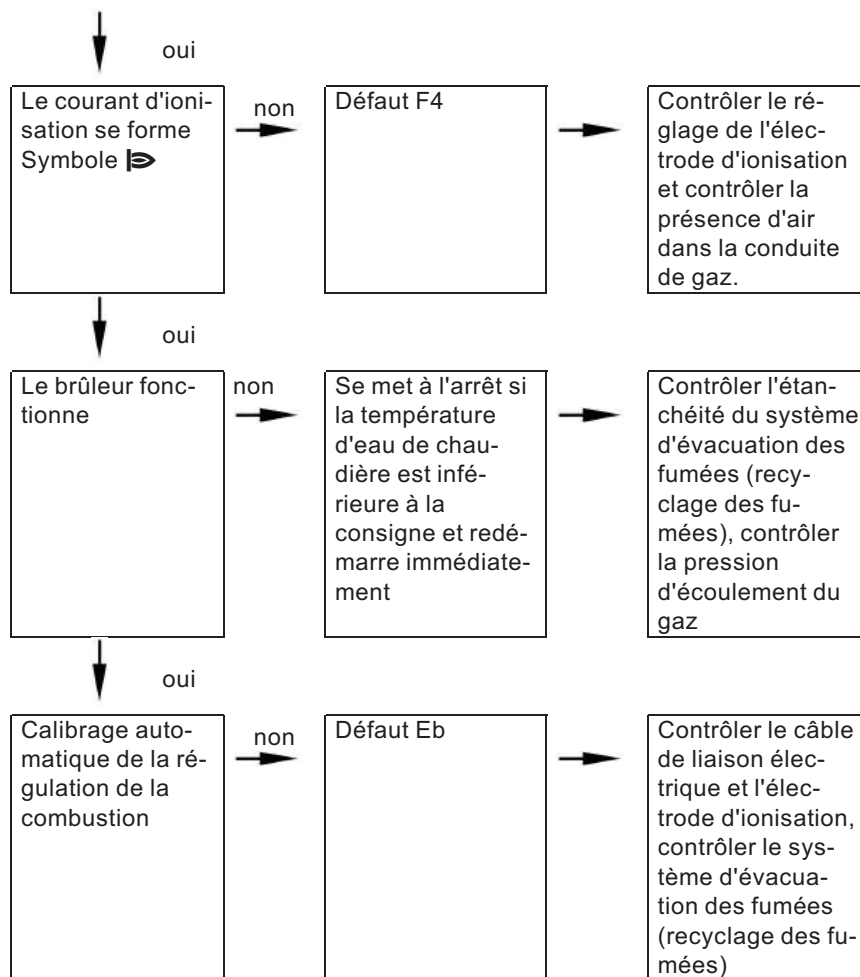 oui
Le courant d'ioni-
sation se forme
Symbole
non
Défaut F4
Contrôler le ré-
glage de l'élec-
trode d'ionisation
et contrôler la
présence d'air
dans la conduite
de gaz.
oui
Le brûleur fonc-
tionne
non
Se met à l'arrêt si
la température
d'eau de chau-
dière est infé-
rieure à la
consigne et redé-
marre immédiate-
ment
Contrôler l'étan-
chéité du système
d'évacuation des
fumées (recy-
clage des fu-
mées), contrôler
la pression
d'écoulement du
gaz
oui
Calibrage auto-
matique de la ré-
gulation de la
combustion
non
Défaut Eb
Contrôler le câble
de liaison élec-
trique et l'élec-
trode d'ionisation,
contrôler le sys-
tème d'évacua-
tion des fumées
(recyclage des fu-
mées)